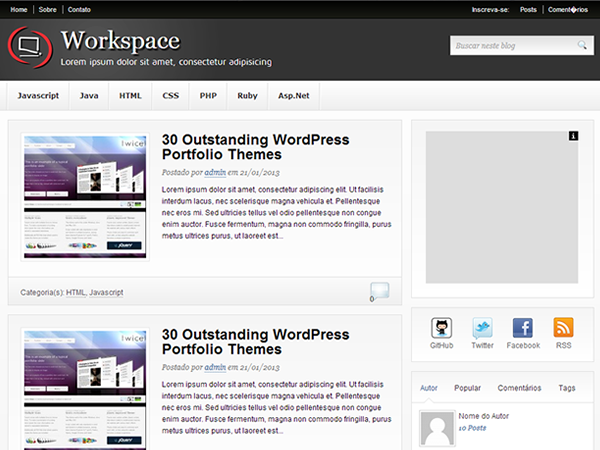 Home Sobre Contato Inscreva-se: Posts Coment�rios
Workspace
Lorem ipsum dolor sit amet, consectetur adipisicing
Buscar neste blog
Javascript Java HTML CSS PHP Ruby Asp.Net
30 Outstanding WordPress
Portfolio Themes
Postado por admin em 21/01/2013
Lorem ipsum dolor sit amet, consectetur adipiscing elit. Ut facilisis
interdum lacus, nec scelerisque magna vehicula et. Pellentesque
nec eros mi. Sed ultricies tellus vel odio pellentesque non congue
enim auctor. Fusce fermentum, magna non commodo fringilla, purus
metus ultrices purus, ut laoreet est...
Categoria(s): HTML, Javascript
0
i
GitHub Twitter Facebook RSS
30 Outstanding WordPress
Portfolio Themes
Postado por admin em 21/01/2013
Lorem ipsum dolor sit amet, consectetur adipiscing elit. Ut facilisis
interdum lacus, nec scelerisque magna vehicula et. Pellentesque
nec eros mi. Sed ultricies tellus vel odio pellentesque non congue
enim auctor. Fusce fermentum, magna non commodo fringilla, purus
Autor Popular Comentários Tags
Nome do Autor
10 Posts